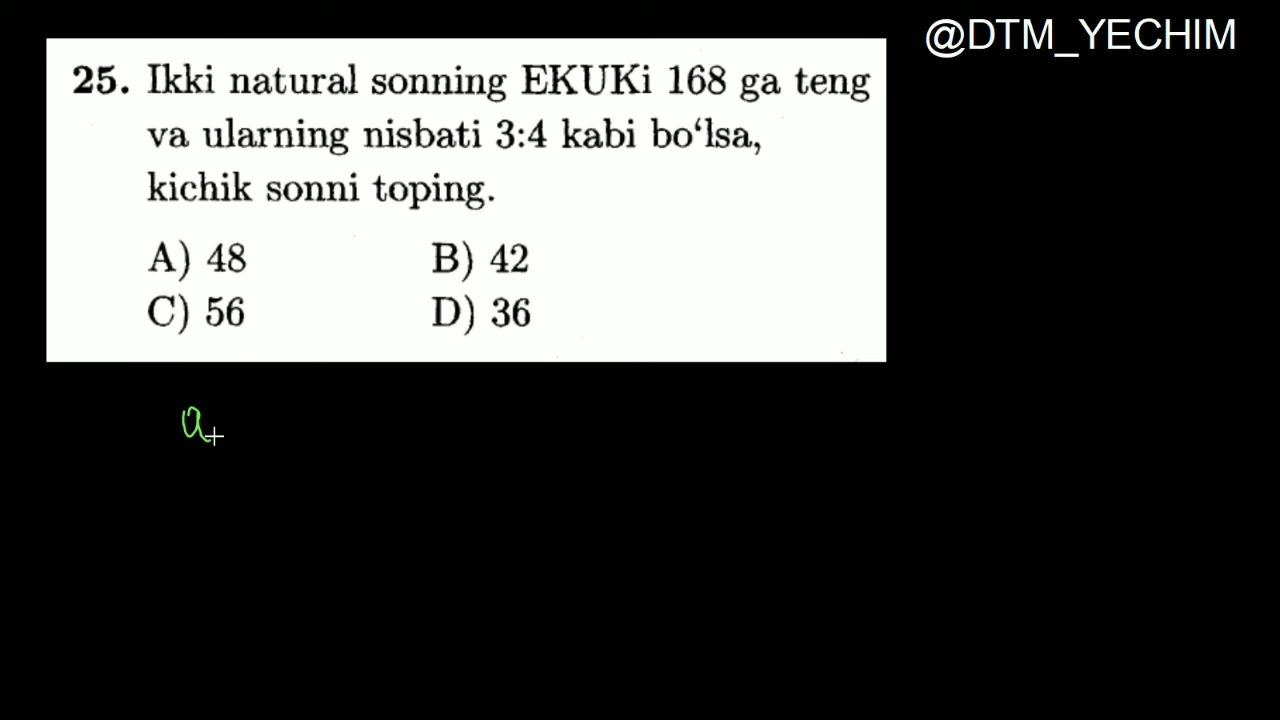 @DTM_YECHIM
25. Ikki natural sonning EKUKi 168 ga teng
va ularning nisbati 3:4 kabi bo‘lsa,
kichik sonni toping.
A) 48 B) 42
C) 56 D) 36
a